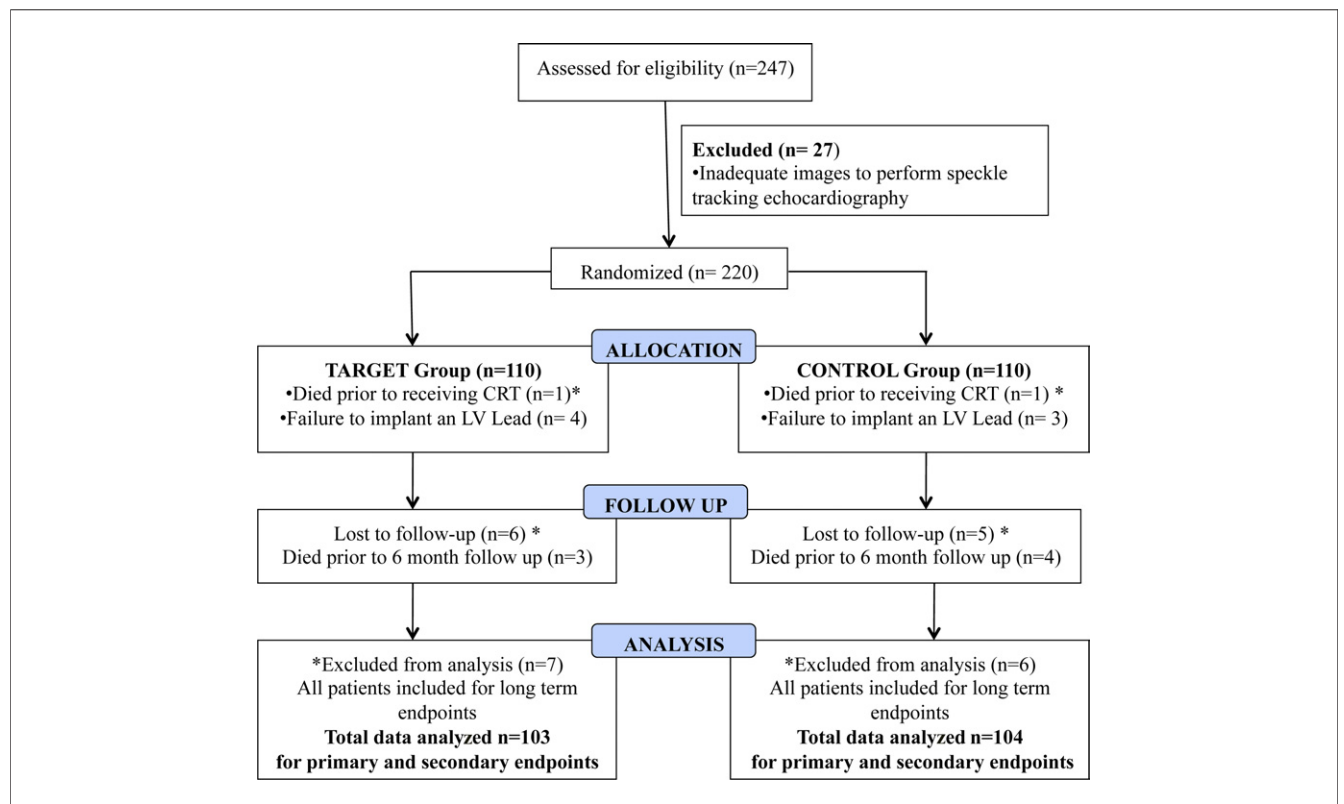 Assessed for eligibility (n=247)
Excluded (n= 27)
•Inadequate images to perform speckle
tracking echocardiography
Randomized (n= 220)
ALLOCATION
TARGET Group (n=110)
•Died prior to receiving CRT (n=1)*
•Failure to implant an LV Lead (n= 4)
CONTROL Group (n=110)
•Died prior to receiving CRT (n=1) *
•Failure to implant an LV Lead (n= 3)
FOLLOW UP
Lost to follow-up (n=6) *
Died prior to 6 month follow up (n=3)
Lost to follow-up (n=5) *
Died prior to 6 month follow up (n=4)
ANALYSIS
*Excluded from analysis (n=7)
All patients included for long term
endpoints
Total data analyzed n=103
for primary and secondary endpoints
*Excluded from analysis (n=6)
All patients included for long term
endpoints
Total data analyzed n=104
for primary and secondary endpoints